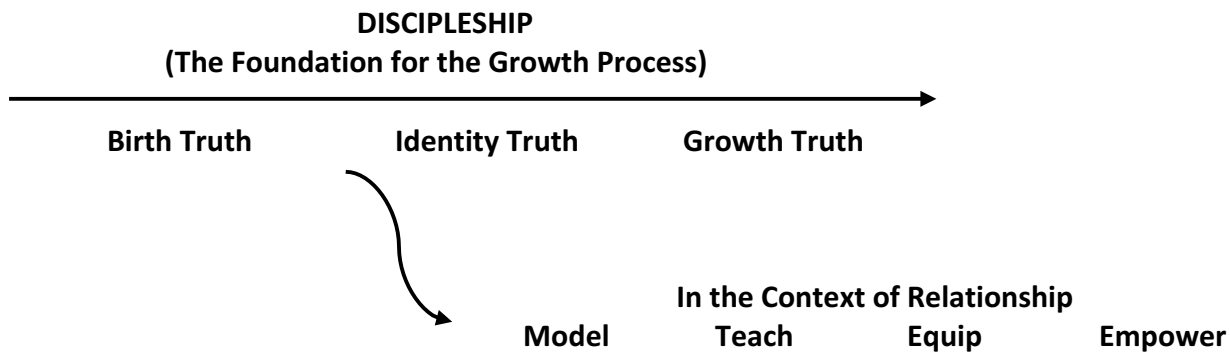 DISCIPLESHIP
(The Foundation for the Growth Process)
Birth Truth Identity Truth Growth Truth
In the Context of Relationship
Model Teach Equip Empower